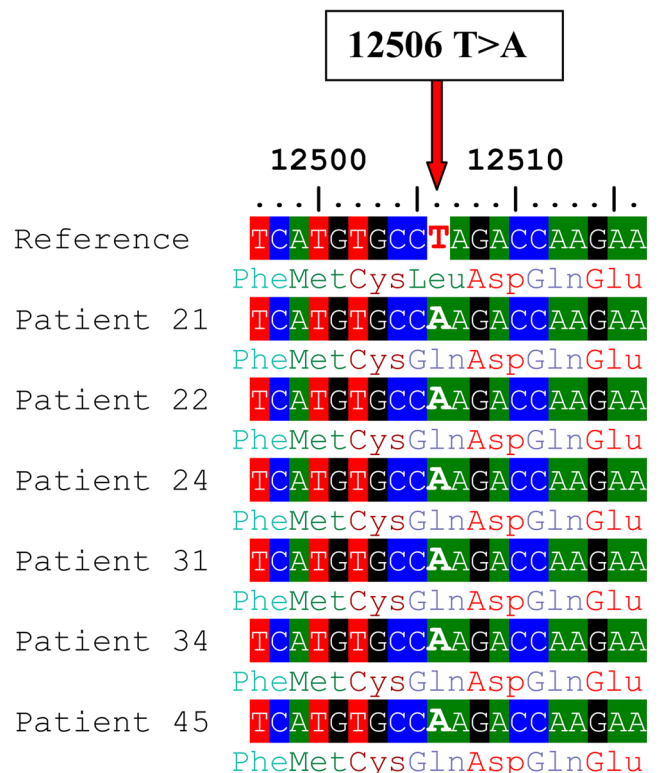 12506 T>A
12500 12510
...|....|....|....|.
Reference TCATGTGCCTAGACCAAGAA
PheMetCysLeuAspGlnGlu
Patient 21 TCATGTGCCAAGACCAAGAA
PheMetCysGlnAspGlnGlu
Patient 22 TCATGTGCCAAGACCAAGAA
PheMetCysGlnAspGlnGlu
Patient 24 TCATGTGCCAAGACCAAGAA
PheMetCysGlnAspGlnGlu
Patient 31 TCATGTGCCAAGACCAAGAA
PheMetCysGlnAspGlnGlu
Patient 34 TCATGTGCCAAGACCAAGAA
PheMetCysGlnAspGlnGlu
Patient 45 TCATGTGCCAAGACCAAGAA
PheMetCysGlnAspGlnGlu